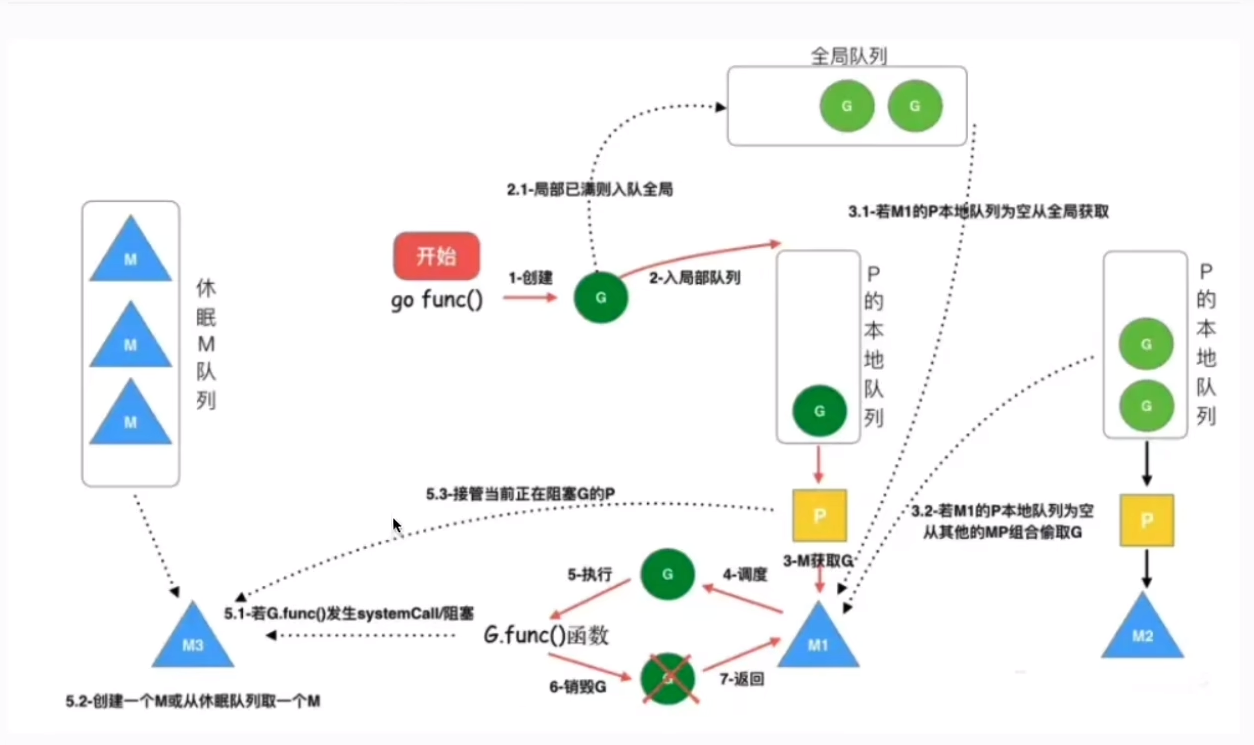 全局队列
G
G
2.1-局部已满则入队全局
3.1-若M1的P本地队列为空从全局获取
M
M
M
休眠M队列
开始
go func()
1-创建
G
2-入局部队列
G
P的本地队列
G
G
P的本地队列
5.3-接管当前正在阻塞G的P
P
3.2-若M1的P本地队列为空
从其他的MP组合偷取G
P
3-M获取G
5-执行
G
4-调度
5.1-若G.func()发生systemCall/阻塞
G.func()函数
M3
M1
M2
6-销毁G
G
7-返回
5.2-创建一个M或从休眠队列取一个M